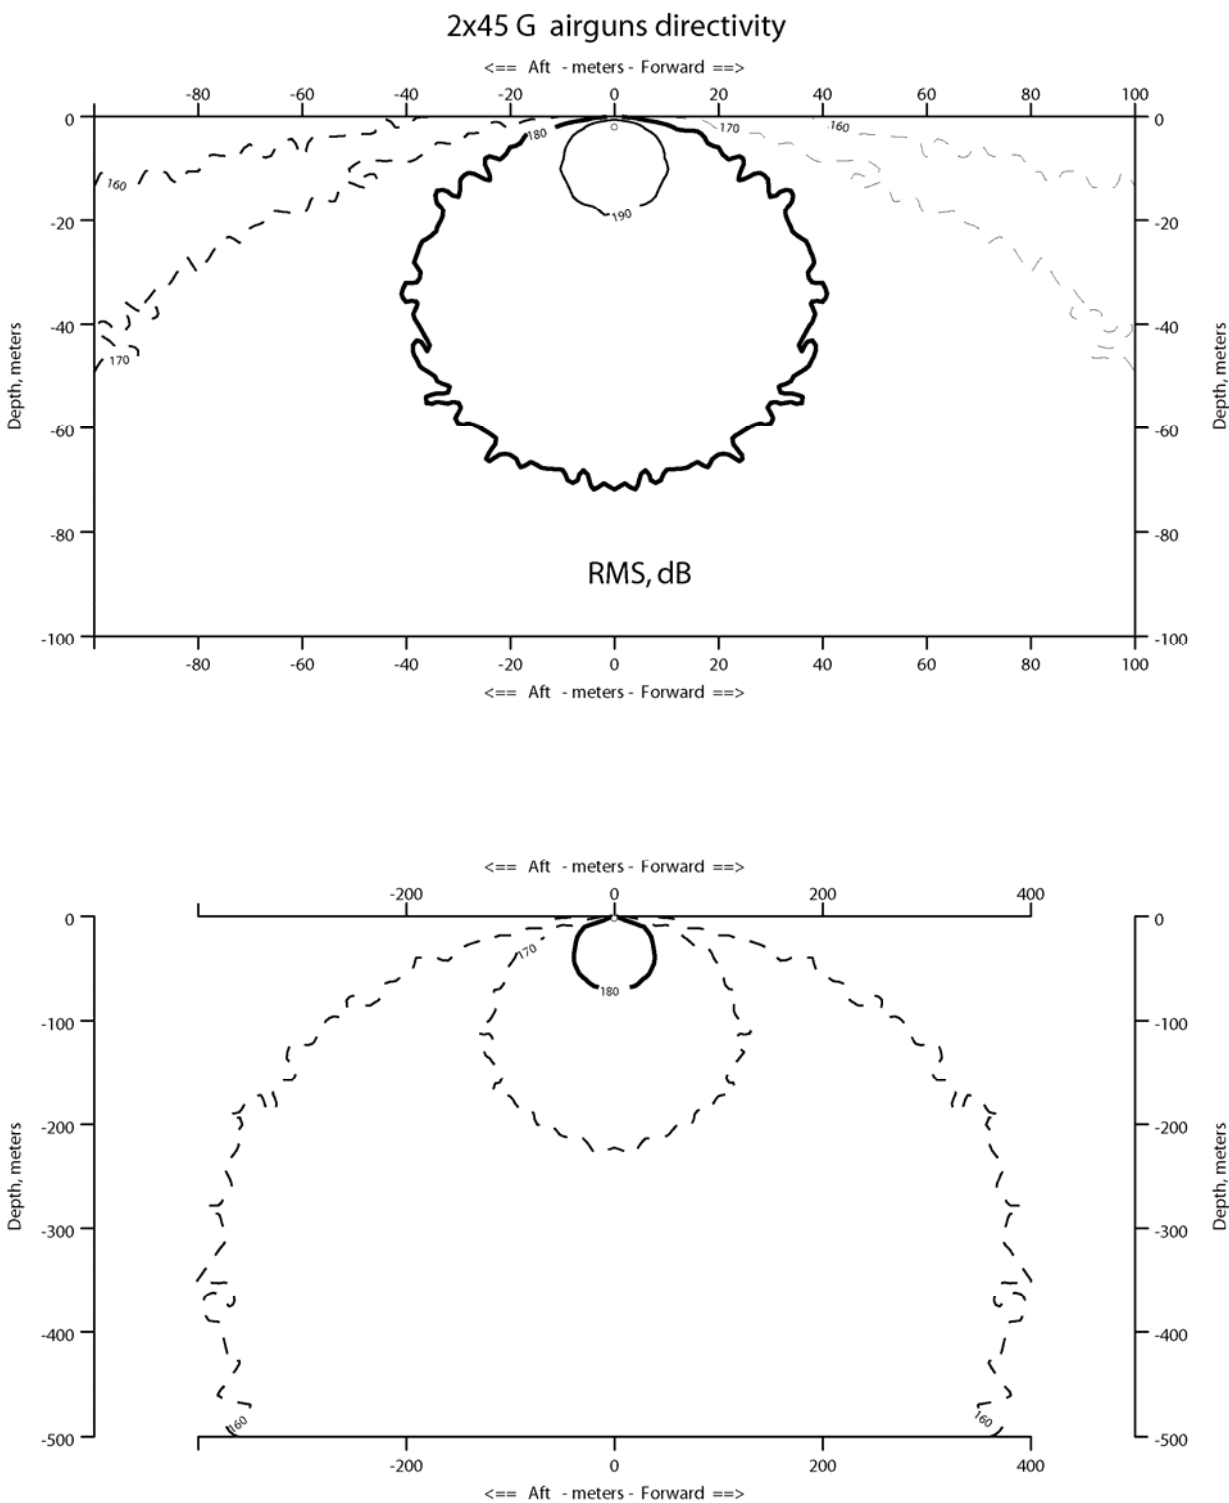 2x45 G airguns directivity
<== Aft - meters - Forward ==>
-80 -60 -40 -20 0 20 40 60 80 100
0 0
180 170 160
160
190
-20 -20
-40 -40
170
Depth, meters Depth, meters
-60 -60
-80 -80
RMS, dB
-100 -100
-80 -60 -40 -20 0 20 40 60 80 100
<== Aft - meters - Forward ==>
<== Aft - meters - Forward ==>
-200 0 200 400
0 0
170
180
-100 -100
-200 -200
Depth, meters Depth, meters
-300 -300
-400 -400
160 160
-500 -500
-200 0 200 400
<== Aft - meters - Forward ==>